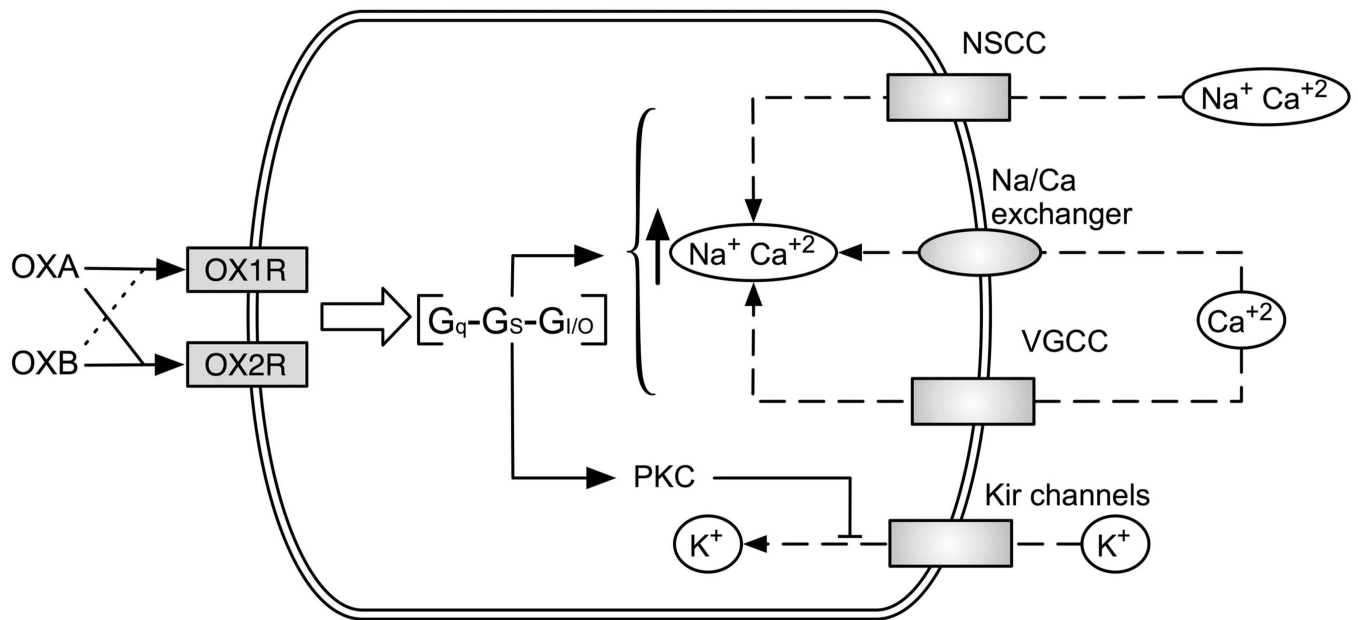 NSCC
Na⁺ Ca⁺²
Na/Ca
exchanger
OXA
OX1R
Na⁺ Ca⁺²
[Gq-GS-GI/O]
Ca⁺²
VGCC
OXB
OX2R
PKC
Kir channels
K⁺
K⁺